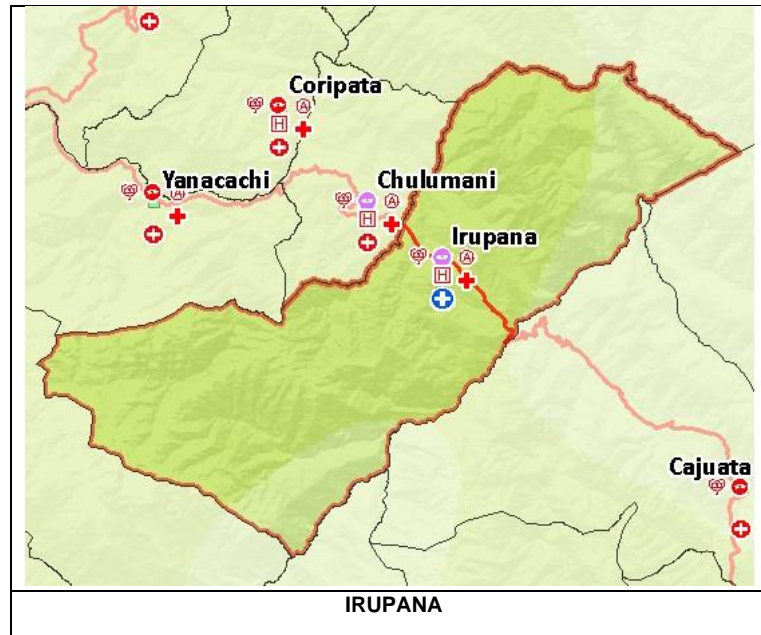 Coripata
Yanacachi
Chulumani
Irupana
Cajuata
IRUPANA